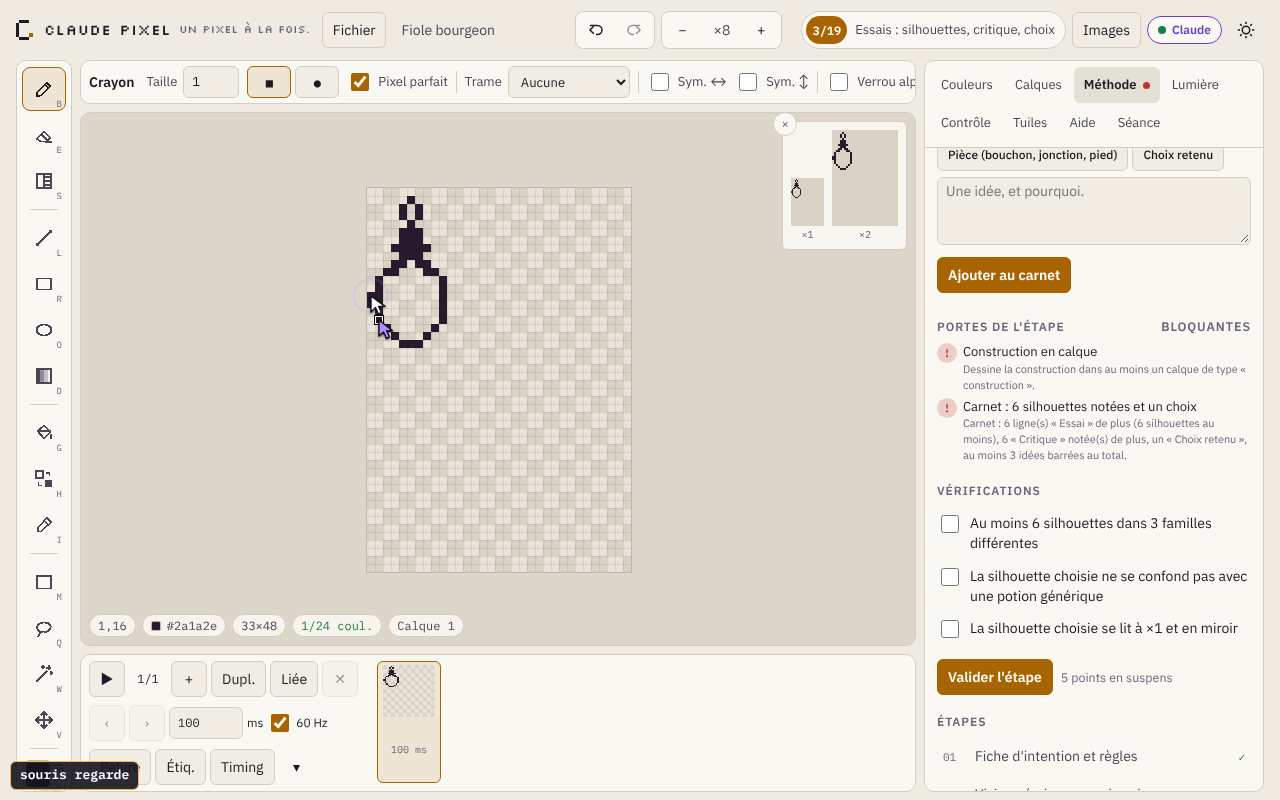 CLAUDE PIXEL UN PIXEL À LA FOIS. Fichier Fiole bourgeon − ×8 + 3/19 Essais : silhouettes, critique, choix Images Claude
Crayon Taille 1 Pixel parfait Trame Aucune Sym. Sym. Verrou alp
B
E
S
L
R
O
D
G
H
I
M
Q
W
V
×
×1 ×2
1,16 #2a1a2e 33×48 1/24 coul. Calque 1
1/1 + Dupl. Liée ×
‹ › 100 ms 60 Hz
Étiq. Timing
100 ms
souris regarde
Couleurs Calques Méthode Lumière
Contrôle Tuiles Aide Séance
Pièce (bouchon, jonction, pied) Choix retenu
Une idée, et pourquoi.
Ajouter au carnet
PORTES DE L'ÉTAPE BLOQUANTES
! Construction en calque
Dessine la construction dans au moins un calque de type «
construction ».
! Carnet : 6 silhouettes notées et un choix
Carnet : 6 ligne(s) « Essai » de plus (6 silhouettes au
moins), 6 « Critique » notée(s) de plus, un « Choix retenu »,
au moins 3 idées barrées au total.
VÉRIFICATIONS
Au moins 6 silhouettes dans 3 familles
différentes
La silhouette choisie ne se confond pas avec
une potion générique
La silhouette choisie se lit à ×1 et en miroir
Valider l'étape 5 points en suspens
ÉTAPES
01 Fiche d'intention et règles ✓